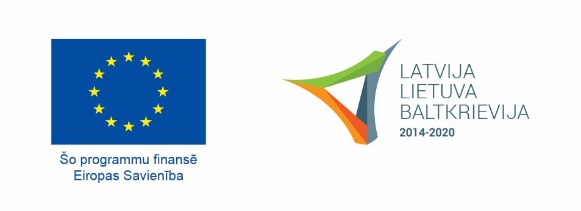 Šo programmu finansē
Eiropas Savienība
LATVIJA
LIETUVA
BALTKRIEVIJA
2014-2020